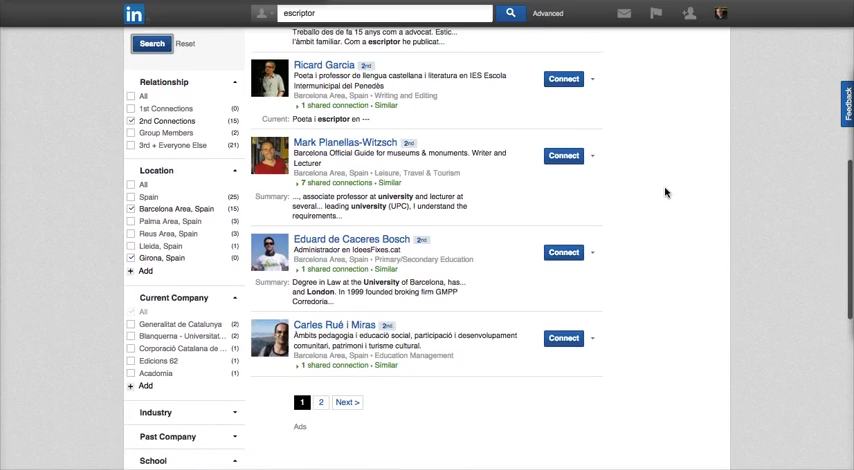 in
escriptor
Advanced
Search Reset
Relationship
All
1st Connections (0)
2nd Connections (15)
Group Members (2)
3rd + Everyone Else (21)
Location
All
Spain (25)
Barcelona Area, Spain (15)
Palma Area, Spain (3)
Reus Area, Spain (3)
Lleida, Spain (1)
Girona, Spain (0)
+ Add
Current Company
All
Generalitat de Catalunya (2)
Blanquerna - Universitat... (2)
Corporació Catalana de ... (1)
Edicions 62 (1)
Acadomia (1)
+ Add
Industry
Past Company
School
Treballo des de fa 15 anys com a advocat. Estic...
l'àmbit familiar. Com a escriptor he publicat...
Ricard Garcia 2nd
Poeta i professor de llengua castellana i literatura en IES Escola
Intermunicipal del Penedès
Barcelona Area, Spain • Writing and Editing
1 shared connection • Similar
Current: Poeta i escriptor en ---
Connect
Mark Planellas-Witzsch 2nd
Barcelona Official Guide for museums & monuments. Writer and
Lecturer
Barcelona Area, Spain • Leisure, Travel & Tourism
7 shared connections • Similar
Summary: ..., associate professor at university and lecturer at
several... leading university (UPC), I understand the
requirements...
Connect
Eduard de Caceres Bosch 2nd
Administrador en IdeesFixes.cat
Barcelona Area, Spain • Primary/Secondary Education
1 shared connection • Similar
Summary: Degree in Law at the University of Barcelona, has...
and London. In 1999 founded broking firm GMPP
Corredoria...
Connect
Carles Rué i Miras 2nd
Àmbits pedagogia i educació social, participació i desenvolupament
comunitari, patrimoni i turisme cultural.
Barcelona Area, Spain • Education Management
1 shared connection • Similar
Connect
1 2 Next >
Ads
Feedback